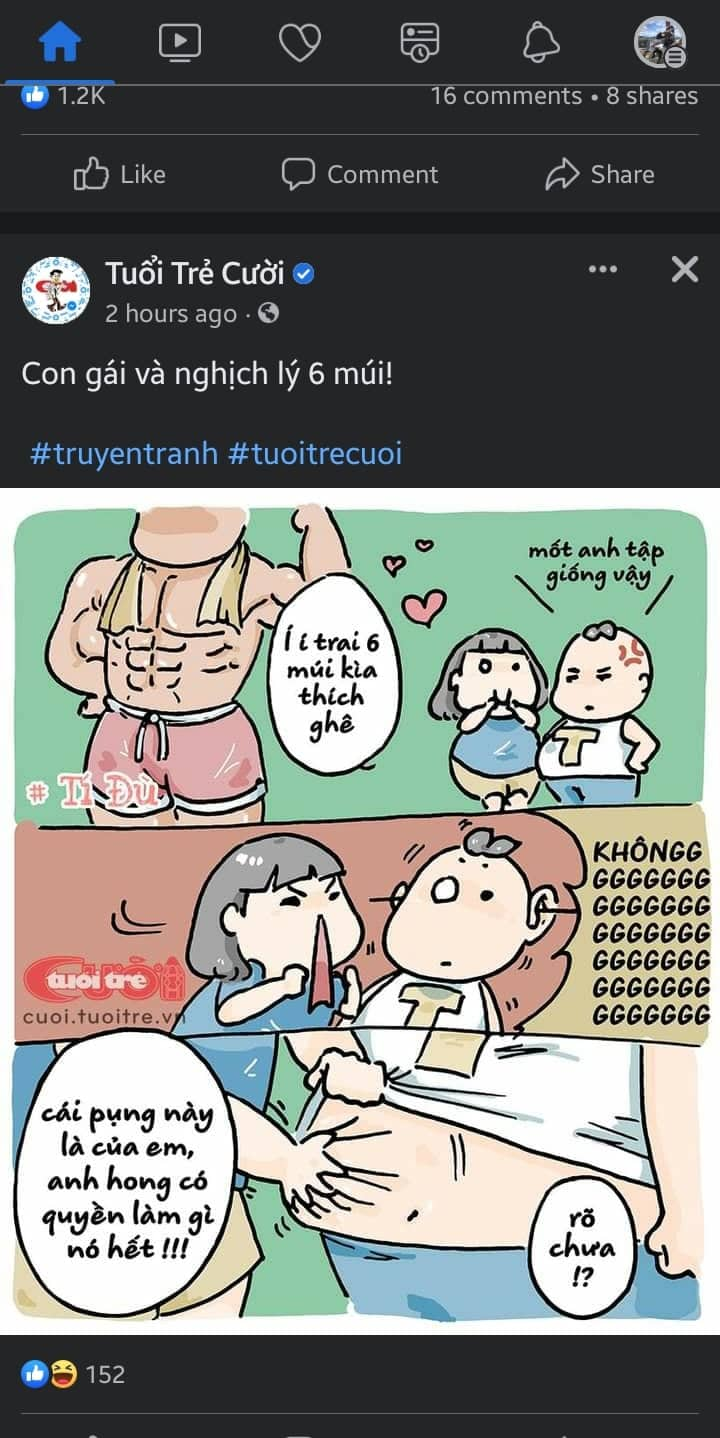 1.2K
16 comments • 8 shares
Like
Comment
Share
Tuổi Trẻ Cười
2 hours ago ·
Con gái và nghịch lý 6 múi!
#truyentranh #tuoitrecuoi
mốt anh tập
giống vậy
Í í trai 6
múi kìa
thích
ghê
# Tí Đù
KHÔNGG
GGGGGGG
GGGGGGG
GGGGGGG
GGGGGGG
GGGGGGG
GGGGGGG
CƯỜI
tuổi trẻ
cuoi.tuoitre.vn
cái pụng này
là của em,
anh hong có
quyền làm gì
nó hết !!!
rõ
chưa
!?
152